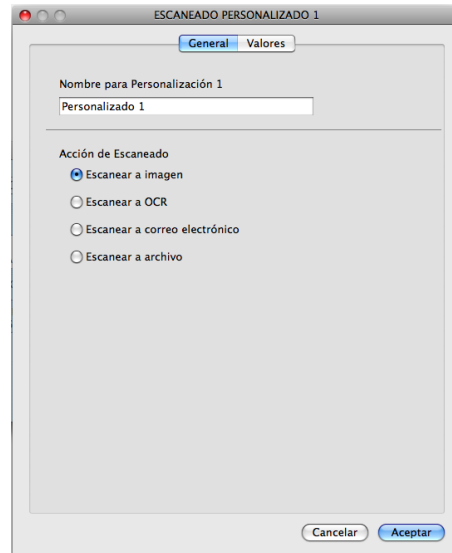 ESCANEADO PERSONALIZADO 1
General Valores
Nombre para Personalización 1
Personalizado 1
Acción de Escaneado
Escanear a imagen
Escanear a OCR
Escanear a correo electrónico
Escanear a archivo
Cancelar Aceptar